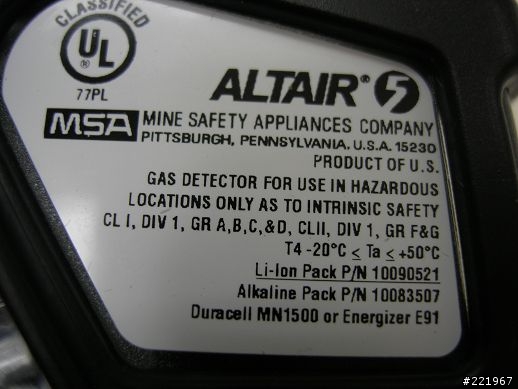 CLASSIFIED
UL
®
77PL
ALTAIR® 5
MSA MINE SAFETY APPLIANCES COMPANY
PITTSBURGH, PENNSYLVANIA, U.S.A. 15230
PRODUCT OF U.S.
GAS DETECTOR FOR USE IN HAZARDOUS
LOCATIONS ONLY AS TO INTRINSIC SAFETY
CL I, DIV 1, GR A,B,C,&D, CLII, DIV 1, GR F&G
T4 -20°C ≤ Ta ≤ +50°C
Li-Ion Pack P/N 10090521
Alkaline Pack P/N 10083507
Duracell MN1500 or Energizer E91
#221967